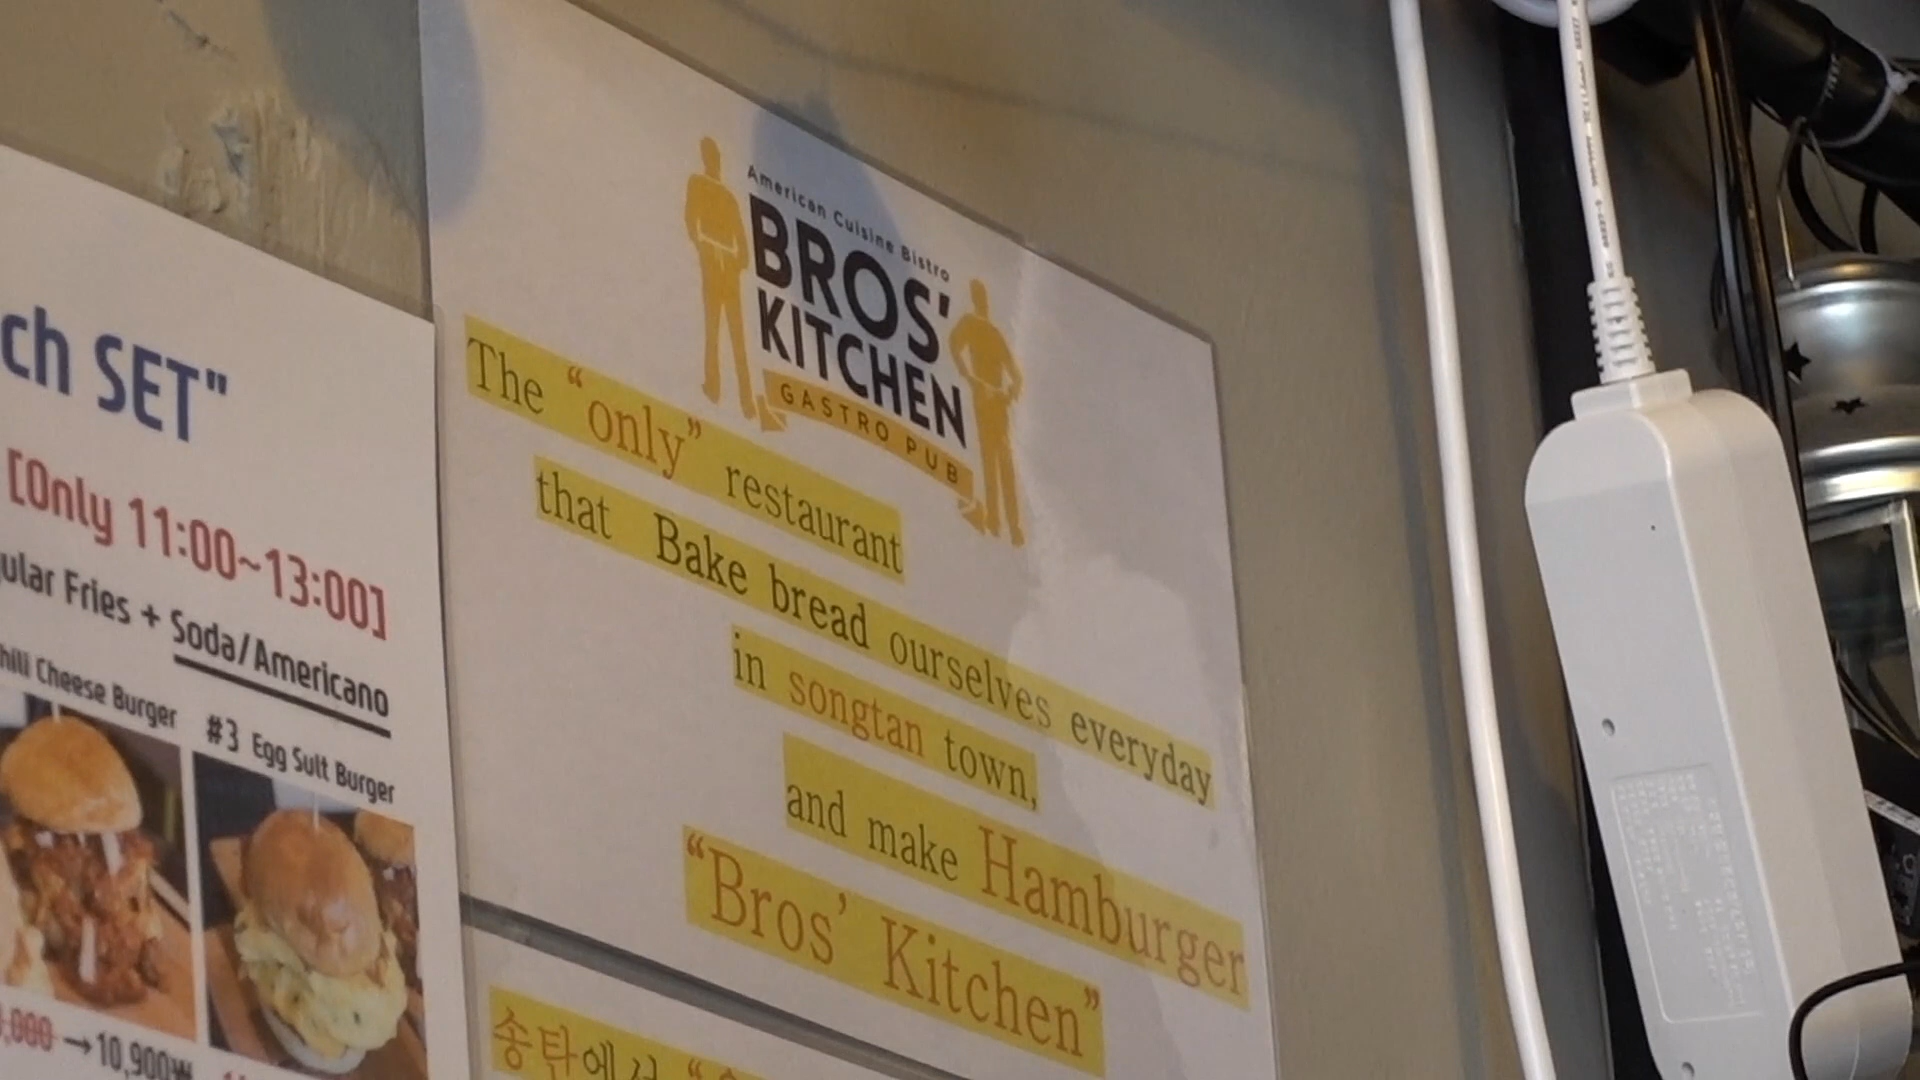 ch SET"
[Only 11:00~13:00]
ular Fries + Soda/Americano
hili Cheese Burger #3 Egg Sult Burger
,000 →10,900₩
American Cuisine Bistro
BROS'
KITCHEN
GASTRO PUB
The “only” restaurant
that Bake bread ourselves everyday
in songtan town,
and make Hamburger
“Bros’ Kitchen”
송탄에서